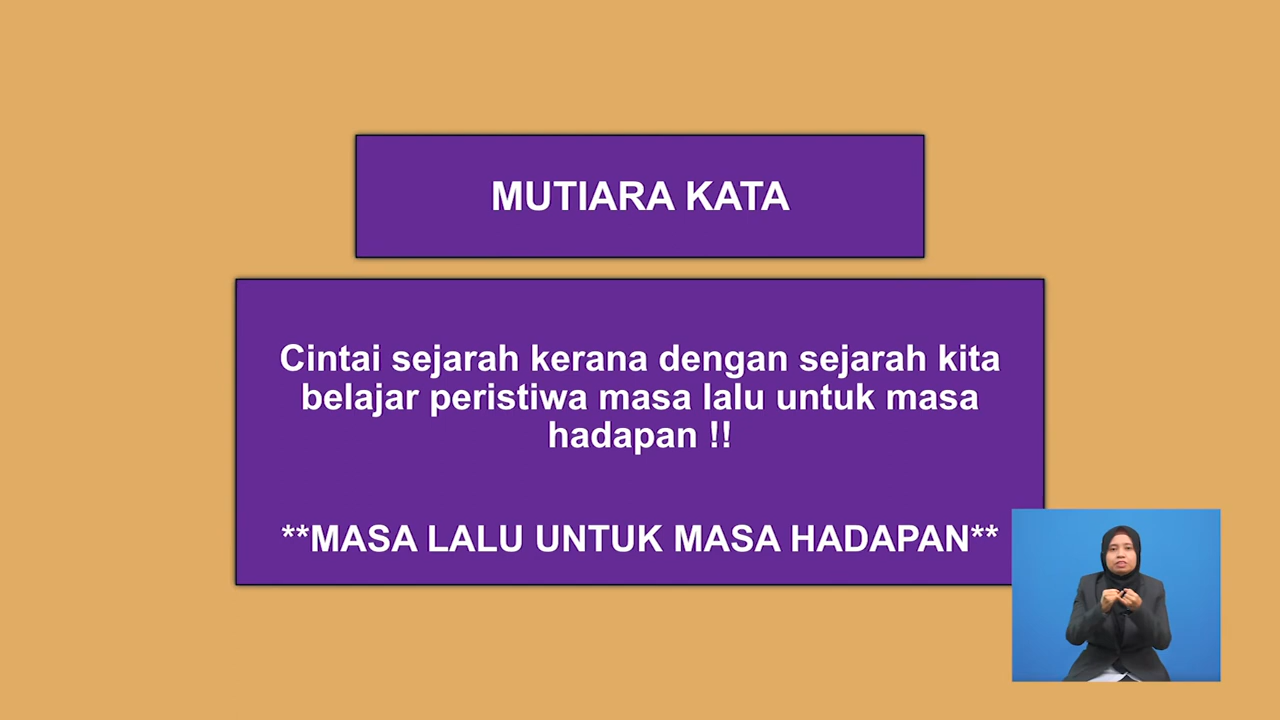 MUTIARA KATA
Cintai sejarah kerana dengan sejarah kita
belajar peristiwa masa lalu untuk masa
hadapan !!
**MASA LALU UNTUK MASA HADAPAN**